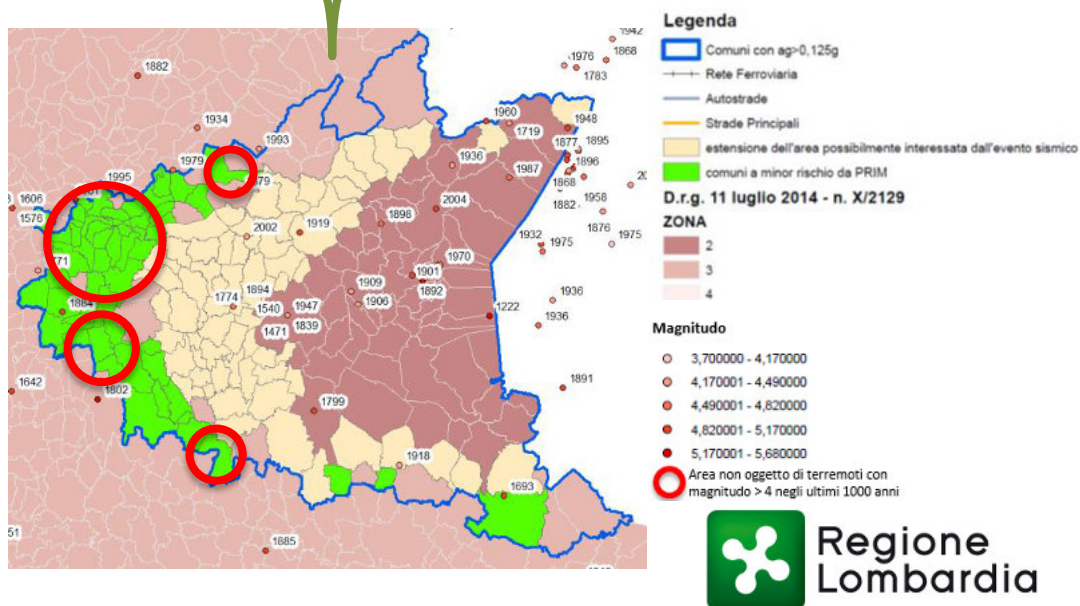 1942
1976
1868
1783
1882
1960
1948
1934
1719
1877
1895
1993
1936
1896
1979
1987
1868
1995
1958
1606
1882
2004
1576
1898
1876
2002
1919
1932
1975
1975
1970
1901
1909
1892
1936
1774
1894
1906
1884
1540
1947
1222
1471
1839
1936
1642
1802
1891
1799
1918
1693
1885
Legenda
Comuni con ag>0,125g
Rete Ferroviaria
Autostrade
Strade Principali
estensione dell'area possibilmente interessata dall'evento sismico
comuni a minor rischio da PRIM
D.r.g. 11 luglio 2014 - n. X/2129
ZONA
2
3
4
Magnitudo
3,700000 - 4,170000
4,170001 - 4,490000
4,490001 - 4,820000
4,820001 - 5,170000
5,170001 - 5,680000
Area non oggetto di terremoti con
magnitudo > 4 negli ultimi 1000 anni
Regione
Lombardia